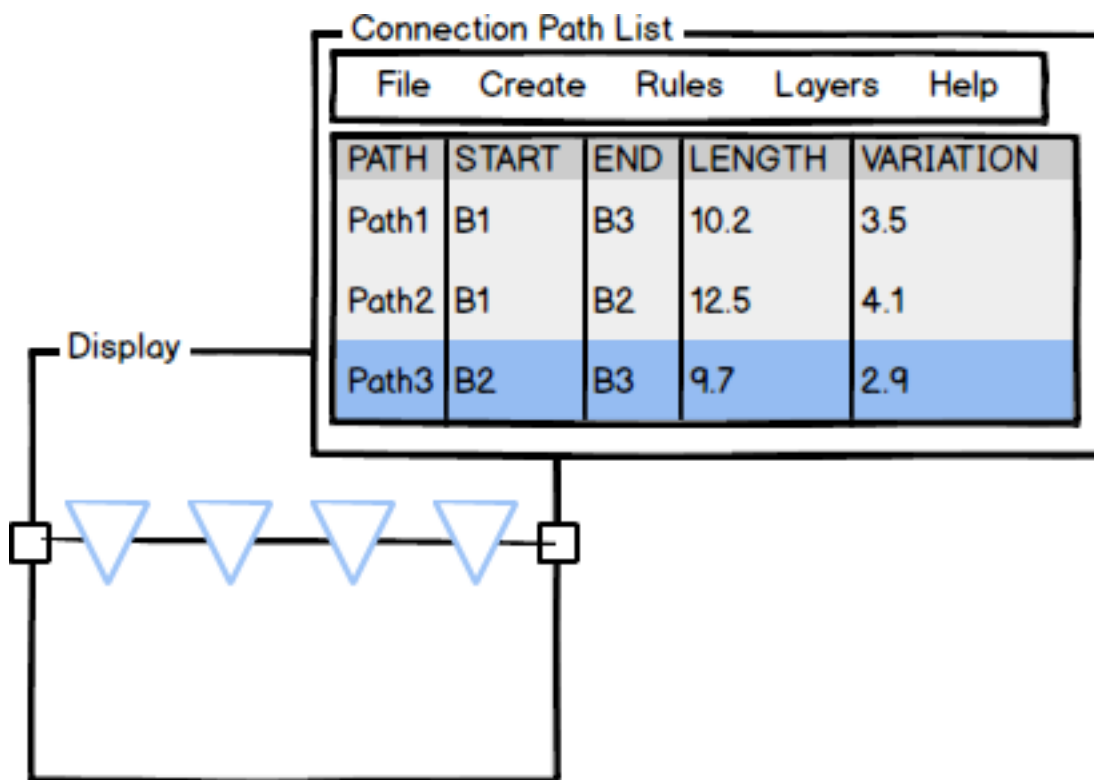 Connection Path List
File Create Rules Layers Help
PATH START END LENGTH VARIATION
Path1 B1 B3 10.2 3.5
Path2 B1 B2 12.5 4.1
Path3 B2 B3 9.7 2.9
Display